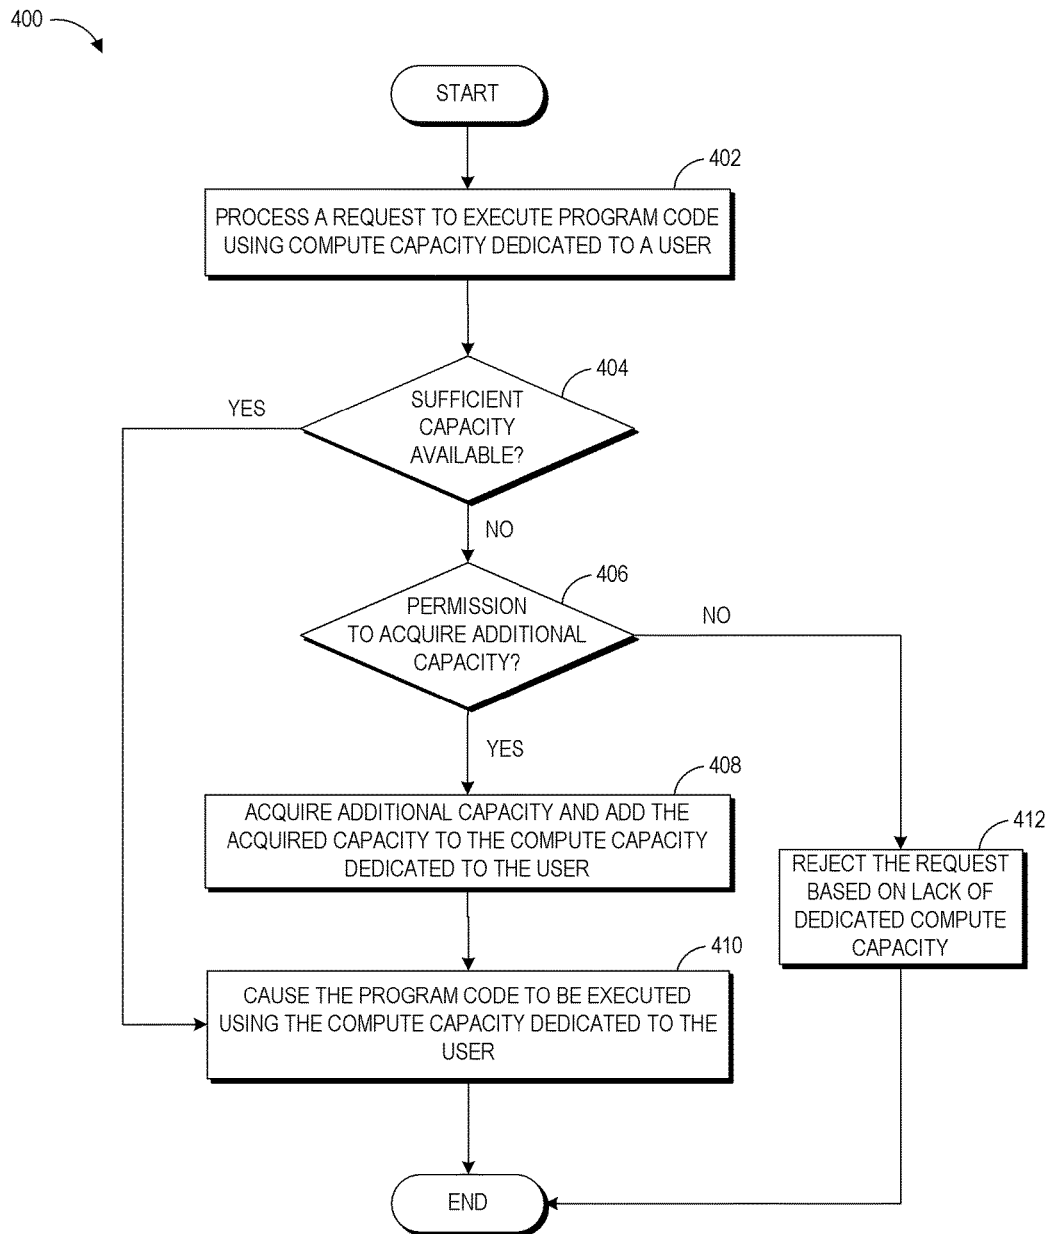 400
START
402
PROCESS A REQUEST TO EXECUTE PROGRAM CODE
USING COMPUTE CAPACITY DEDICATED TO A USER
404
YES
SUFFICIENT
CAPACITY
AVAILABLE?
NO
406
PERMISSION
TO ACQUIRE ADDITIONAL
CAPACITY?
NO
YES
408
ACQUIRE ADDITIONAL CAPACITY AND ADD THE
ACQUIRED CAPACITY TO THE COMPUTE CAPACITY
DEDICATED TO THE USER
412
REJECT THE REQUEST
BASED ON LACK OF
DEDICATED COMPUTE
CAPACITY
410
CAUSE THE PROGRAM CODE TO BE EXECUTED
USING THE COMPUTE CAPACITY DEDICATED TO THE
USER
END